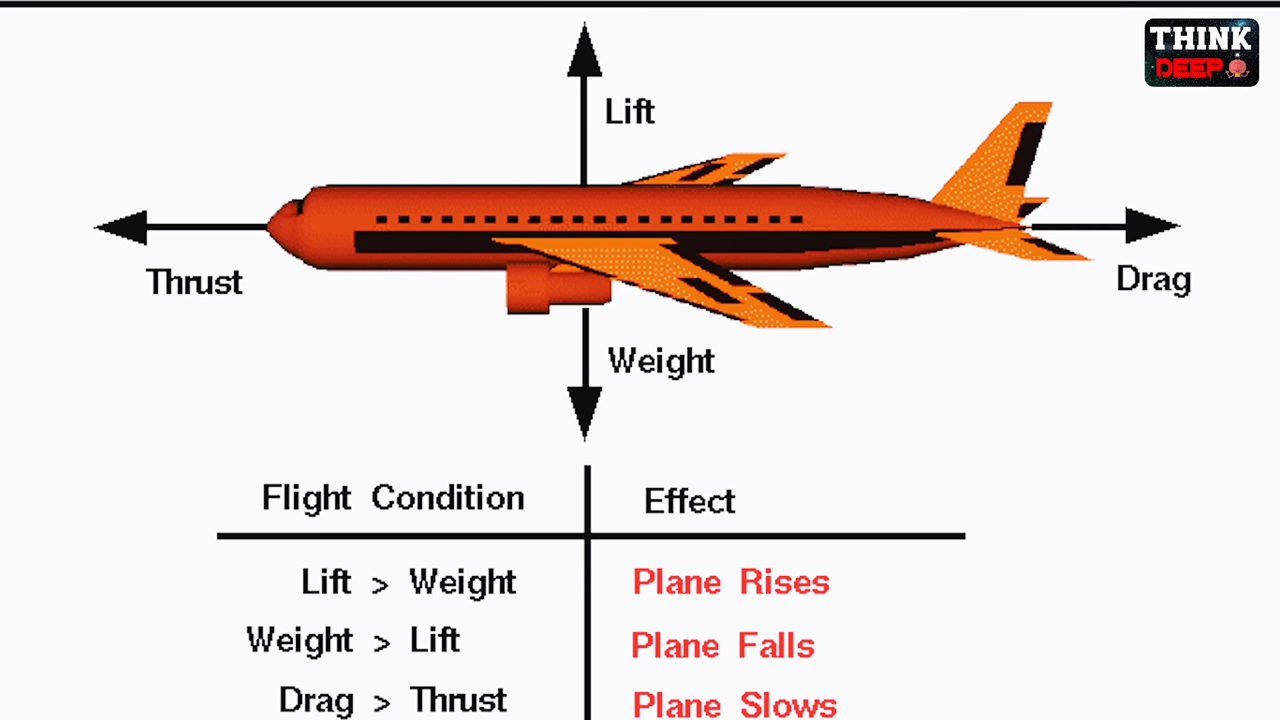 THINK
DEEP
Lift
Thrust
Drag
Weight
Flight Condition Effect
Lift > Weight Plane Rises
Weight > Lift Plane Falls
Drag > Thrust Plane Slows